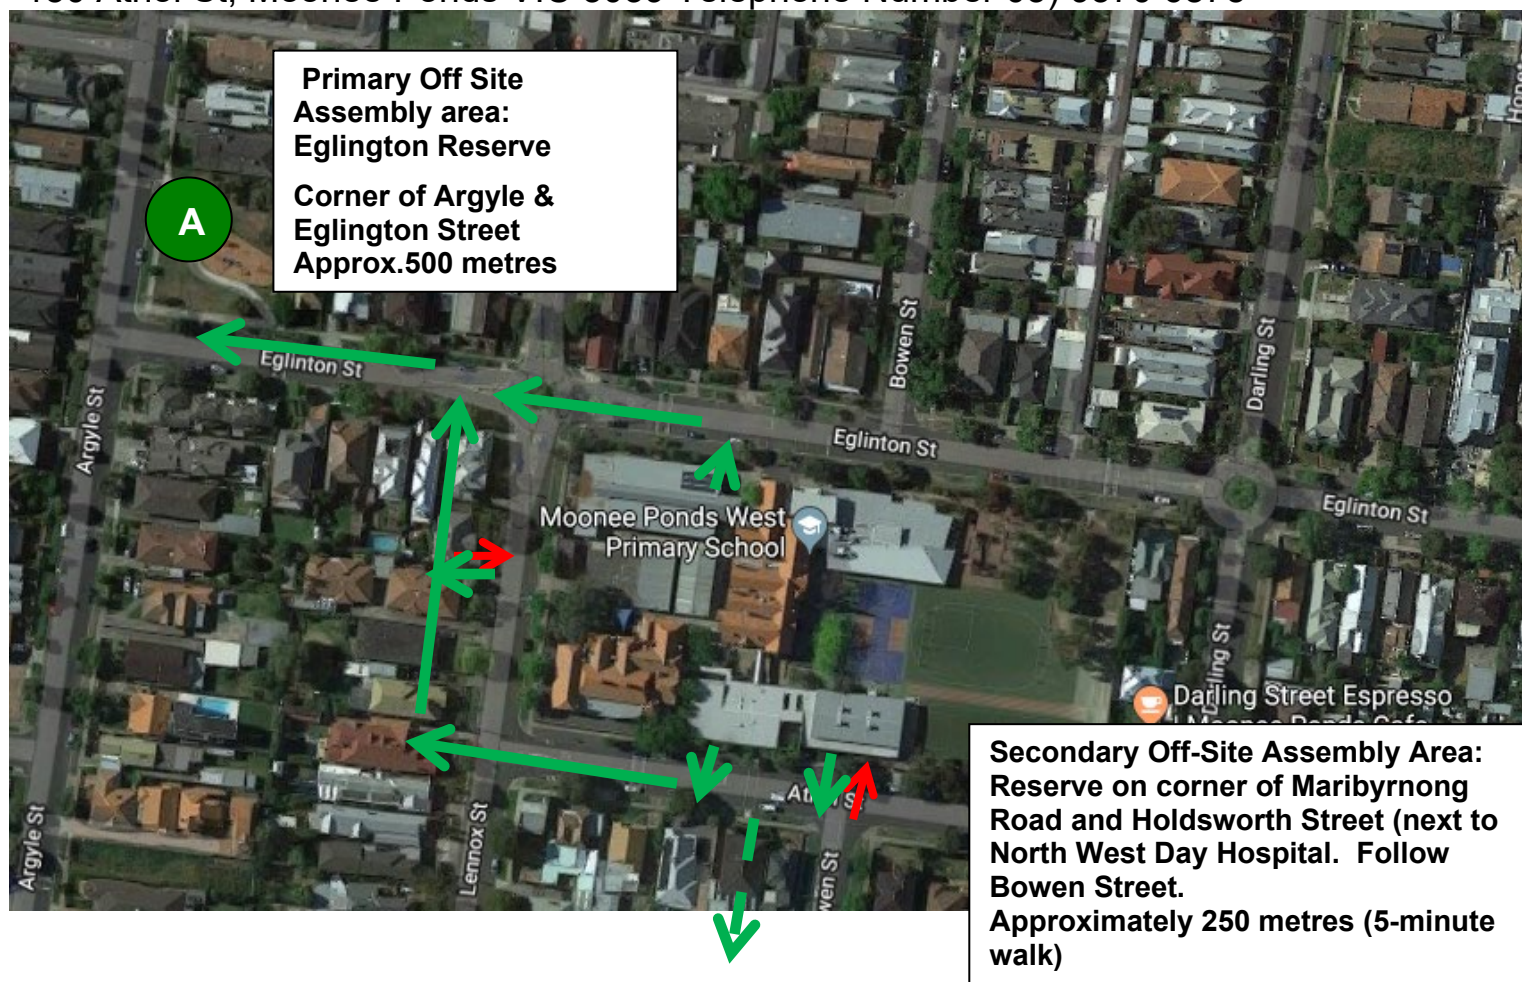 Primary Off Site
Assembly area:
Eglington Reserve
Corner of Argyle &
Eglington Street
Approx.500 metres
A
Eglinton St
Argyle St
Bowen St
Darling St
Eglinton St
Eglinton St
Moonee Ponds West
Primary School
Darling St
Darling Street Espresso
Argyle St
Lennox St
Secondary Off-Site Assembly Area:
Reserve on corner of Maribyrnong
Road and Holdsworth Street (next to
North West Day Hospital.  Follow
Bowen Street.
Approximately 250 metres (5-minute
walk)